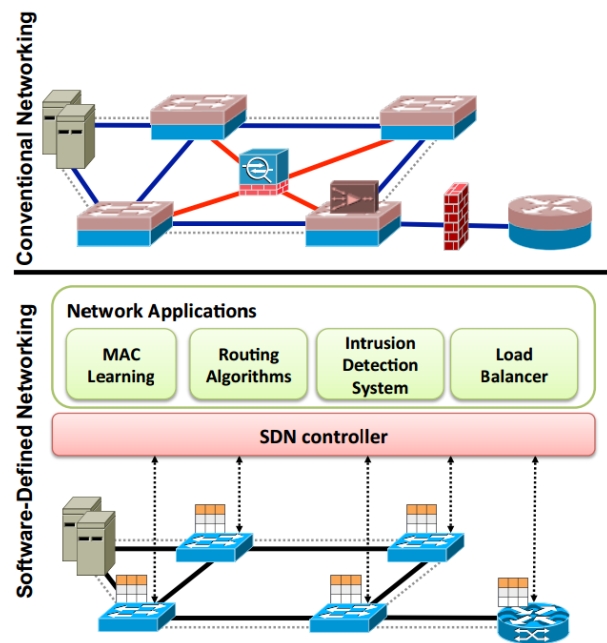 Conventional Networking
Software-Defined Networking
Network Applications
MAC
Learning
Routing
Algorithms
Intrusion
Detection
System
Load
Balancer
SDN controller